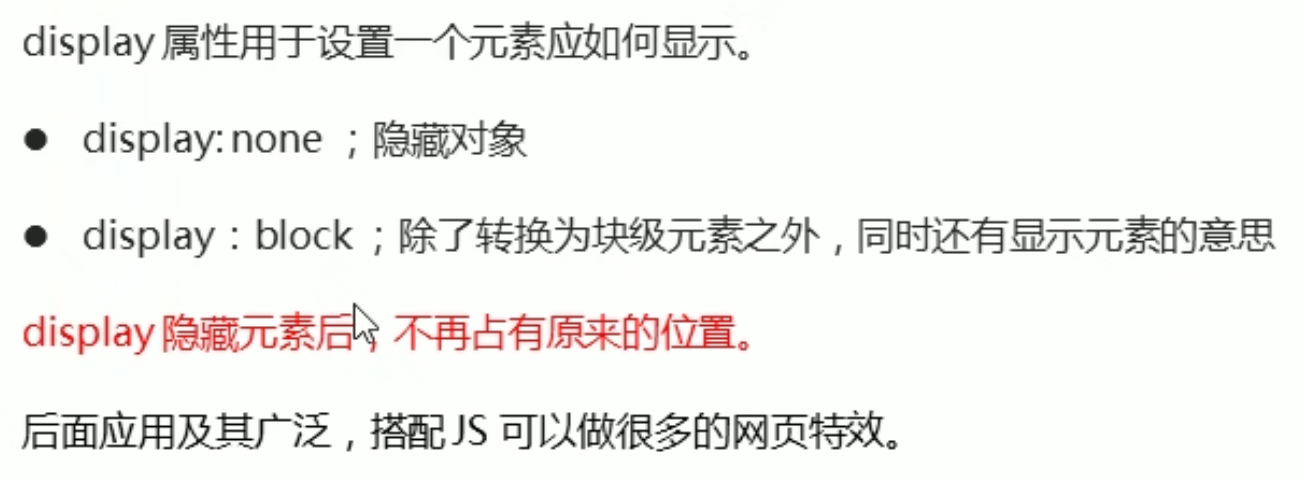 display 属性用于设置一个元素应如何显示。
● display:none ；隐藏对象
● display：block ；除了转换为块级元素之外，同时还有显示元素的意思
display 隐藏元素后，不再占有原来的位置。
后面应用及其广泛，搭配 JS 可以做很多的网页特效。